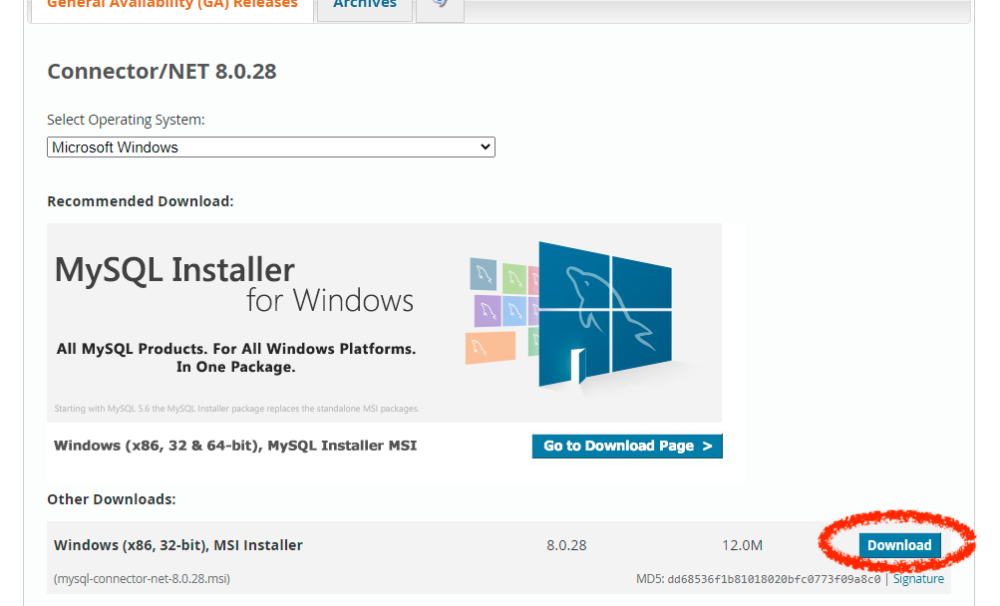 General Availability (GA) Releases
Archives
Connector/NET 8.0.28
Select Operating System:
Microsoft Windows
Recommended Download:
MySQL Installer
for Windows
All MySQL Products. For All Windows Platforms.
In One Package.
Starting with MySQL 5.6 the MySQL Installer package replaces the standalone MSI packages.
Windows (x86, 32 & 64-bit), MySQL Installer MSI
Go to Download Page >
Other Downloads:
Windows (x86, 32-bit), MSI Installer 8.0.28 12.0M Download
(mysql-connector-net-8.0.28.msi) MD5: dd68536f1b81018020bfc0773f09a8c0 | Signature